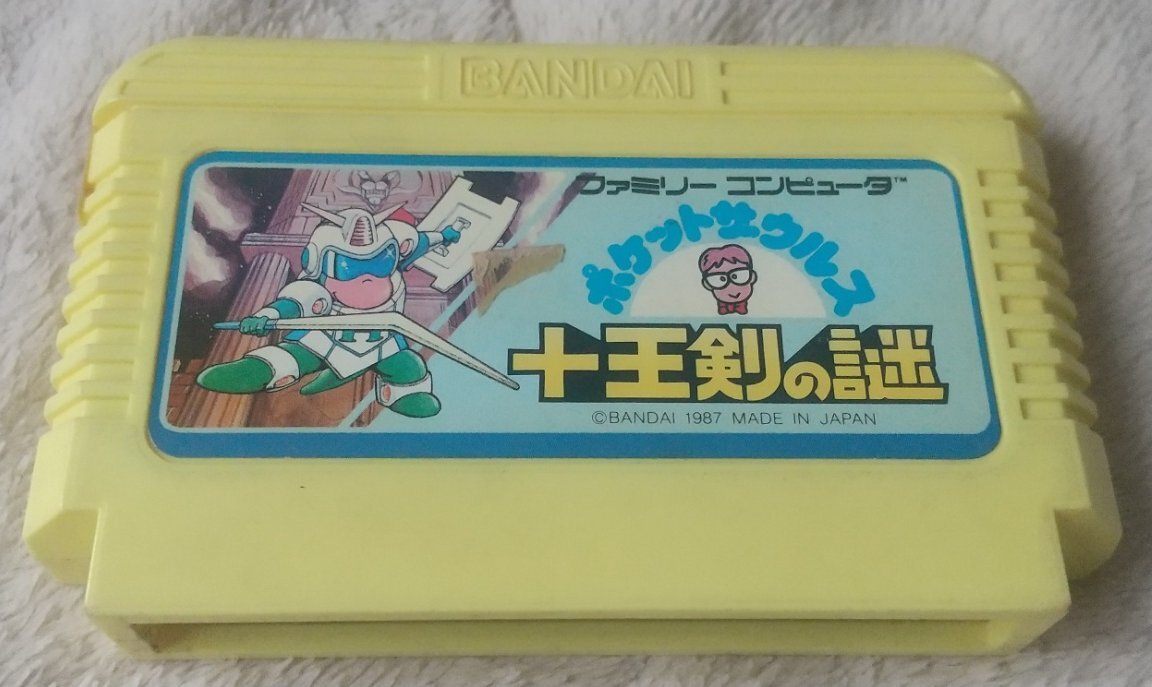 BANDAI
ファミリー コンピュータ™
ポケットザウルス
十王剣の謎
©BANDAI 1987 MADE IN JAPAN